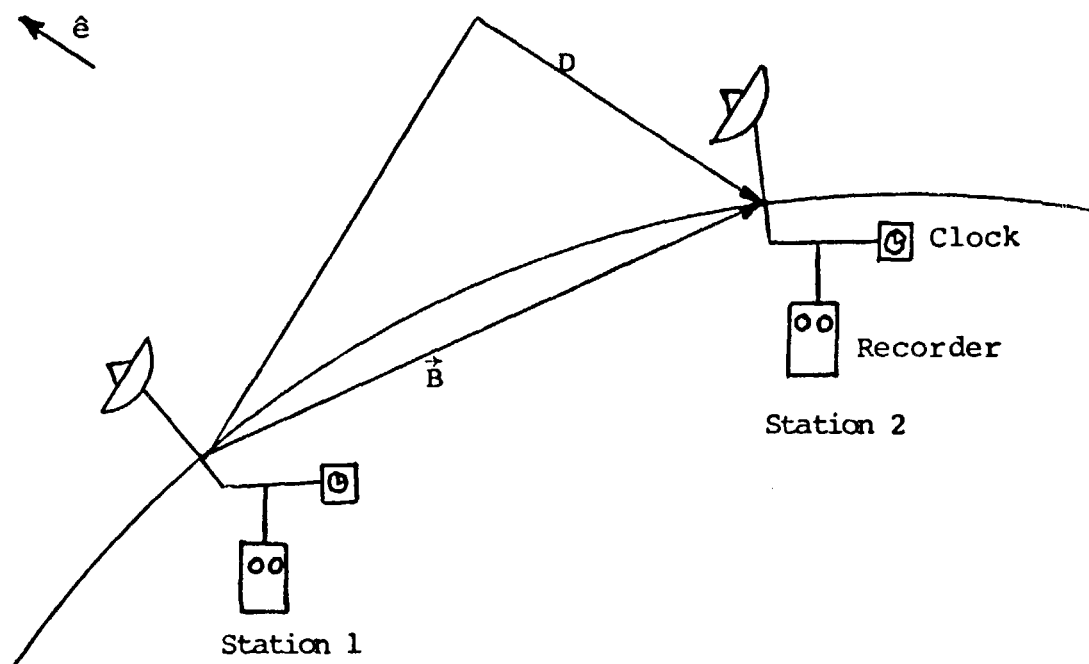 ê
D
Clock
Recorder
B⃗
Station 2
Station 1